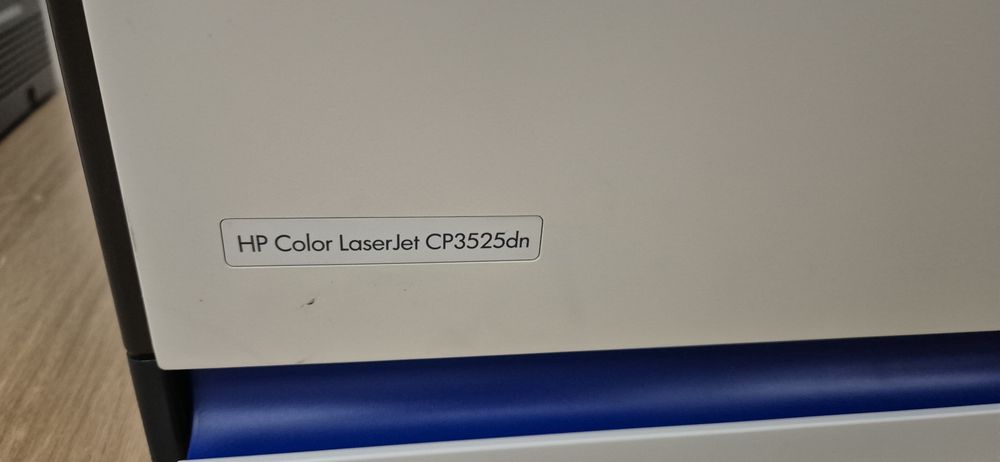 HP Color LaserJet CP3525dn